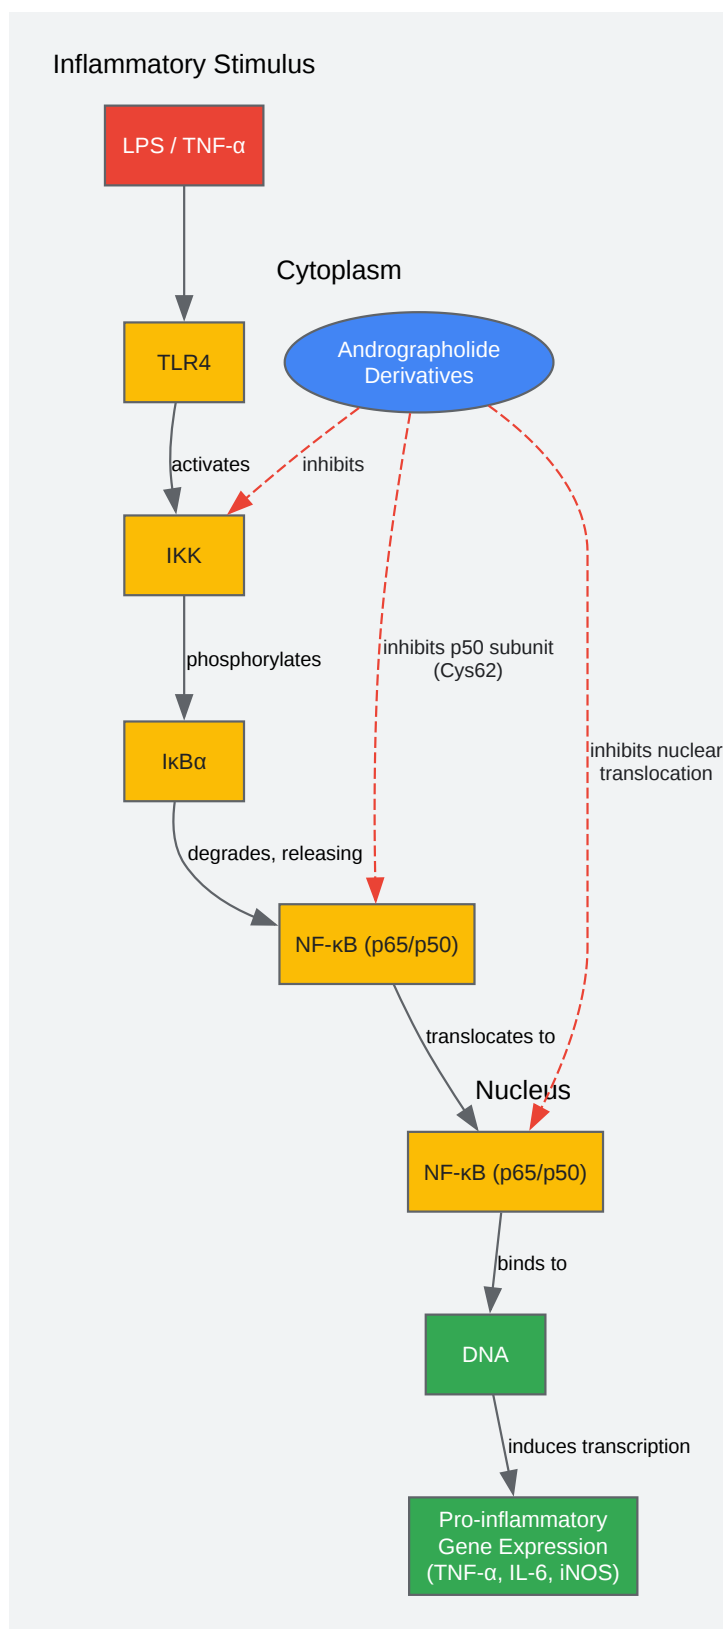 Inflammatory Stimulus
LPS / TNF-α
Cytoplasm
TLR4
Andrographolide
Derivatives
activates
inhibits
IKK
inhibits p50 subunit
(Cys62)
phosphorylates
IκBα
inhibits nuclear
translocation
degrades, releasing
NF-κB (p65/p50)
translocates to
Nucleus
NF-κB (p65/p50)
binds to
DNA
induces transcription
Pro-inflammatory
Gene Expression
(TNF-α, IL-6, iNOS)